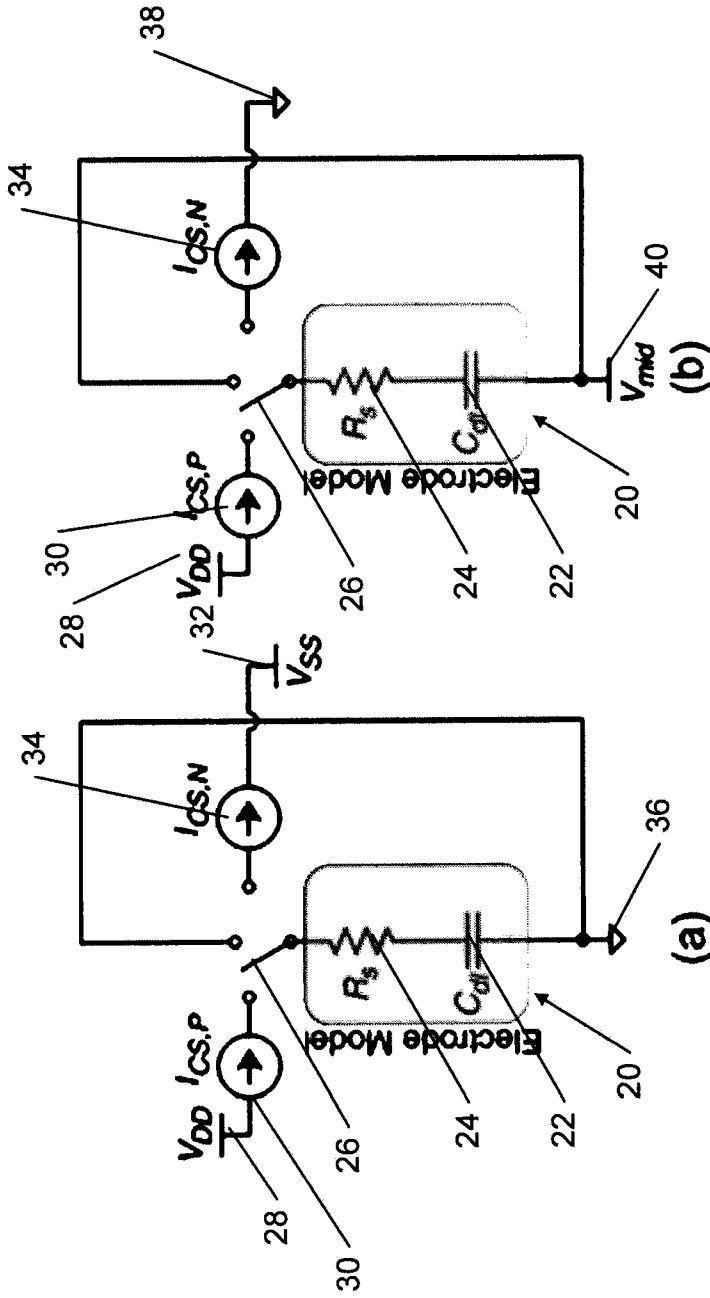 34
32
V_DD
I_CS,P
I_CS,N
V_SS
28
30
26
R_s
C_dl
Electrode Model
24
22
20
36
(a)
38
34
30
28
V_DD
I_CS,P
I_CS,N
26
R_s
C_dl
Electrode Model
24
22
20
V_mid
40
(b)